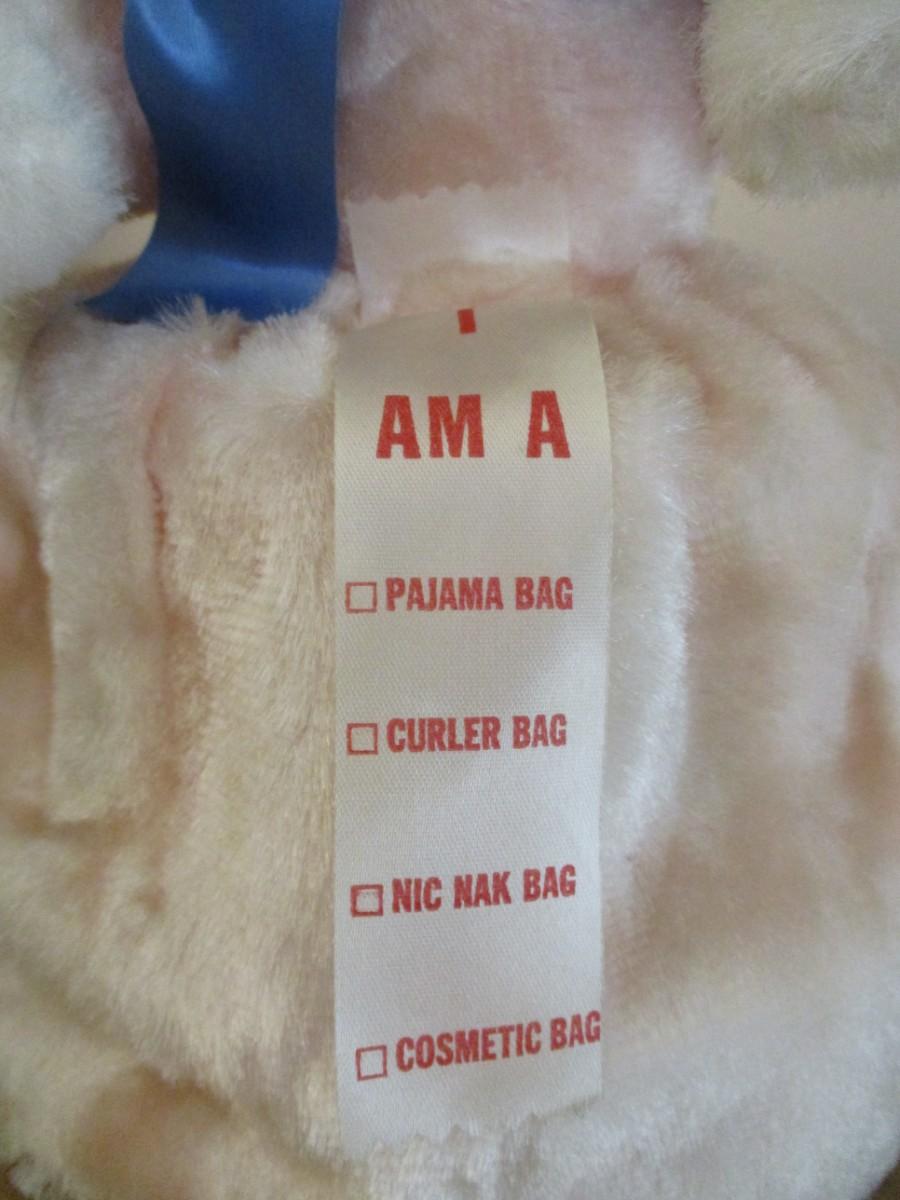 I
AM A
☐ PAJAMA BAG
☐ CURLER BAG
☐ NIC NAK BAG
☐ COSMETIC BAG